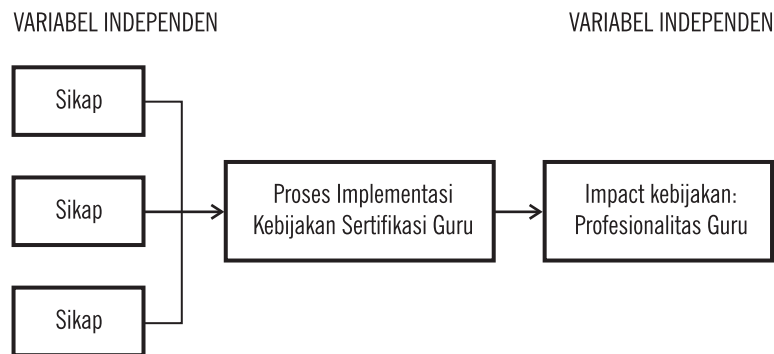 VARIABEL INDEPENDEN
VARIABEL INDEPENDEN
Sikap
Sikap
Sikap
Proses Implementasi
Kebijakan Sertifikasi Guru
Impact kebijakan:
Profesionalitas Guru